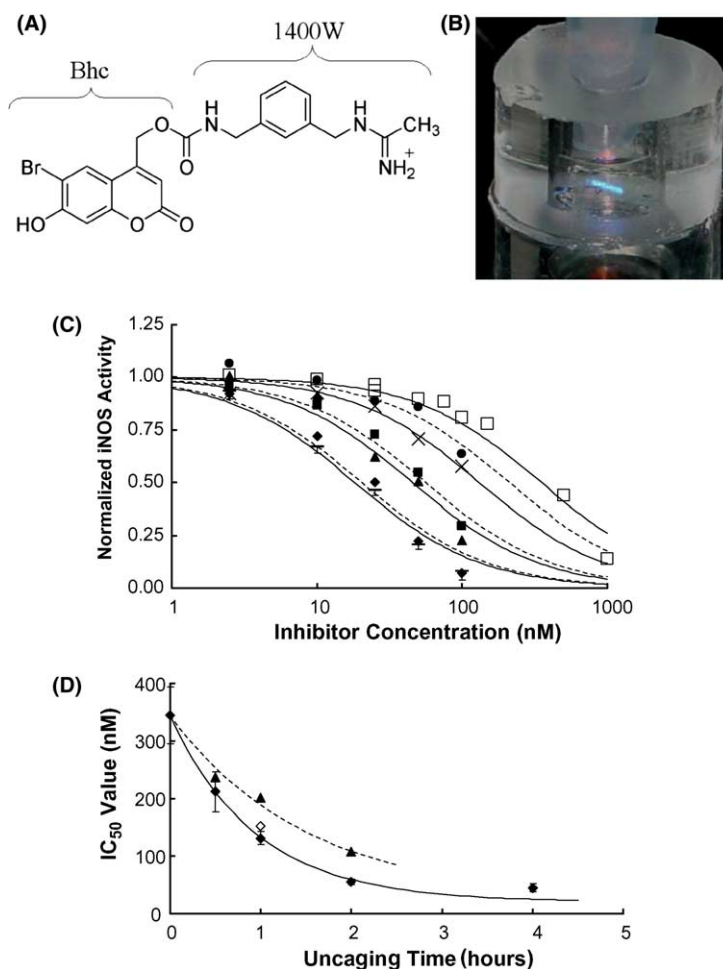 (A)
1400W
Bhc
O
N
H
O
H
N
CH3
+
NH2
Br
HO
O
O
(B)
(C)
Normalized iNOS Activity
1.25
1.00
0.75
0.50
0.25
0.00
1
10
100
1000
Inhibitor Concentration (nM)
(D)
IC50 Value (nM)
400
300
200
100
0
0
1
2
3
4
5
Uncaging Time (hours)